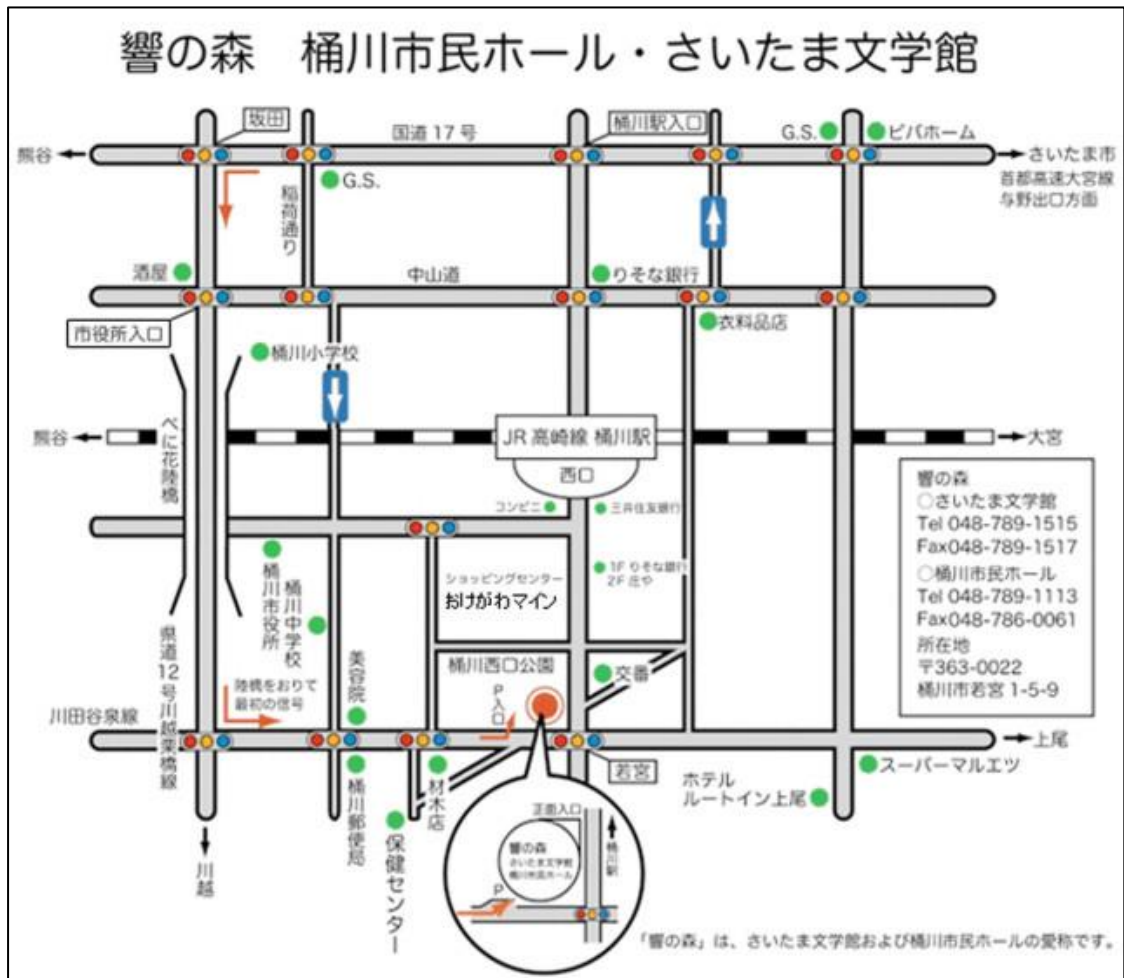 響の森 桶川市民ホール・さいたま文学館
坂田
国道17号
桶川駅入口
G.S.
ビバホーム
熊谷
さいたま市
首都高速大宮線
与野出口方面
G.S.
稲荷通り
酒屋
中山道
りそな銀行
市役所入口
衣料品店
桶川小学校
べに花陸橋
熊谷
JR高崎線 桶川駅
大宮
西口
コンビニ
三井住友銀行
1F りそな銀行
2F 庄や
ショッピングセンター
おけがわマイン
桶川市役所
桶川中学校
響の森
○さいたま文学館
Tel 048-789-1515
Fax048-789-1517
○桶川市民ホール
Tel 048-789-1113
Fax048-786-0061
所在地
〒363-0022
桶川市若宮1-5-9
県道12号川越栗橋線
陸橋をおりて
最初の信号
美容院
桶川西口公園
P入口
交番
川田谷泉線
上尾
若宮
桶川郵便局
材木店
保健センター
ホテル
ルートイン上尾
スーパーマルエツ
川越
正面入口
響の森
さいたま文学館
桶川市民ホール
桶川駅
P
「響の森」は、さいたま文学館および桶川市民ホールの愛称です。